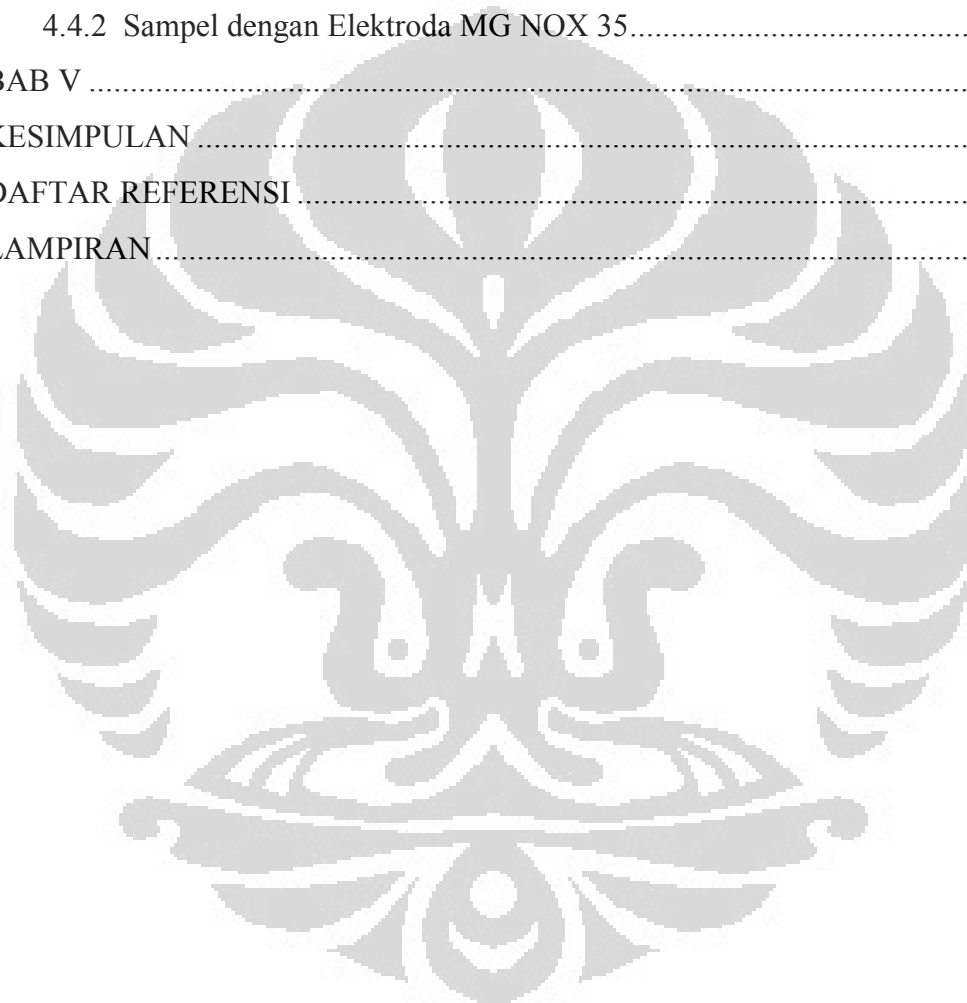 4.4.2 Sampel dengan Elektroda MG NOX 35..........................................
BAB V ...........................................................................................................
KESIMPULAN ..............................................................................................
DAFTAR REFERENSI .................................................................................
LAMPIRAN ...................................................................................................